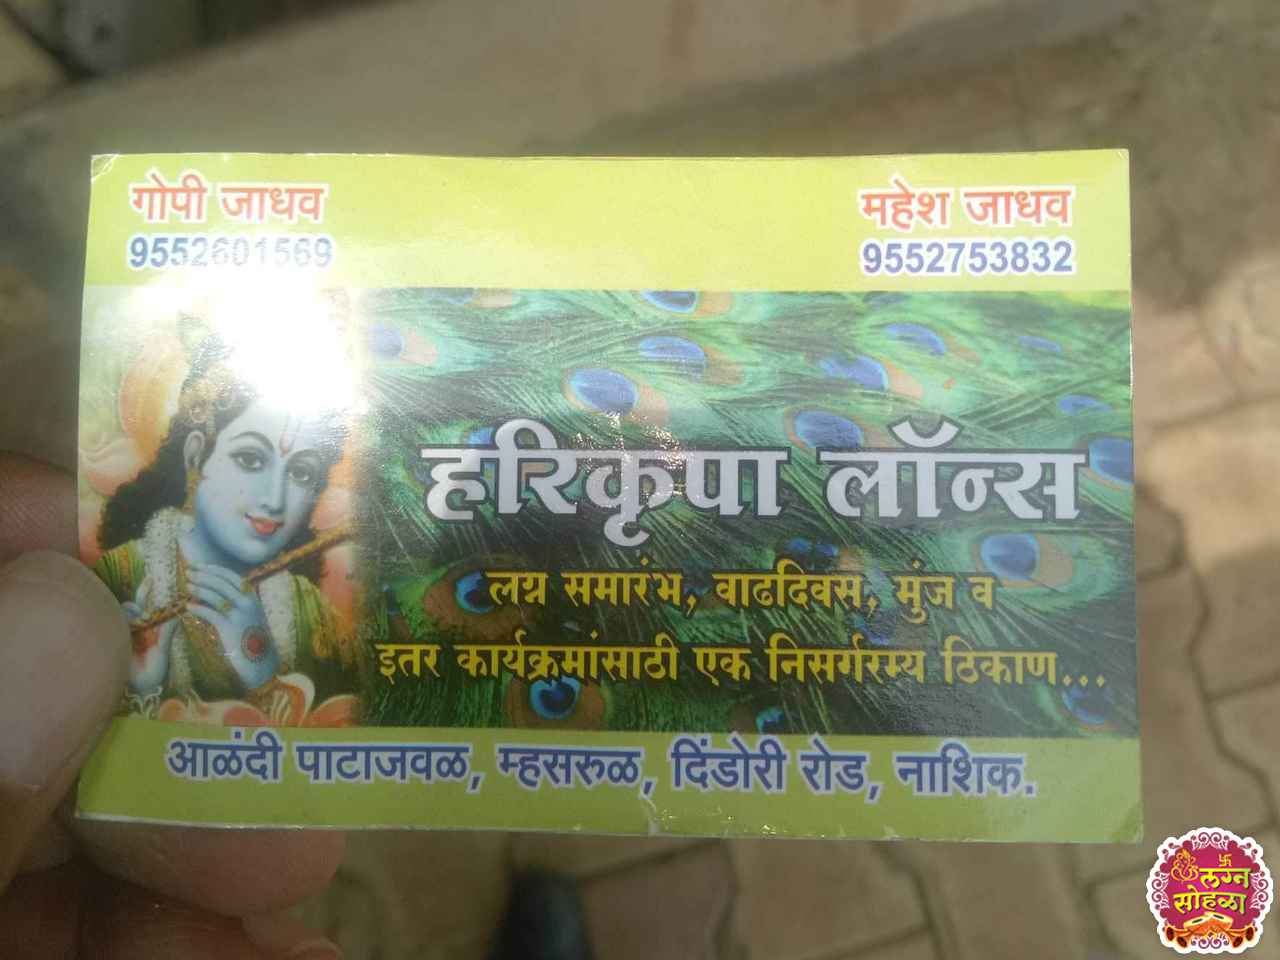 गोपी जाधव
9552601569
महेश जाधव
9552753832
हरिकृपा लॉन्स
लग्न समारंभ, वाढदिवस, मुंज व
इतर कार्यक्रमांसाठी एक निसर्गरम्य ठिकाण...
आळंदी पाटाजवळ, म्हसरुळ, दिंडोरी रोड, नाशिक.
लग्न
सोहळा